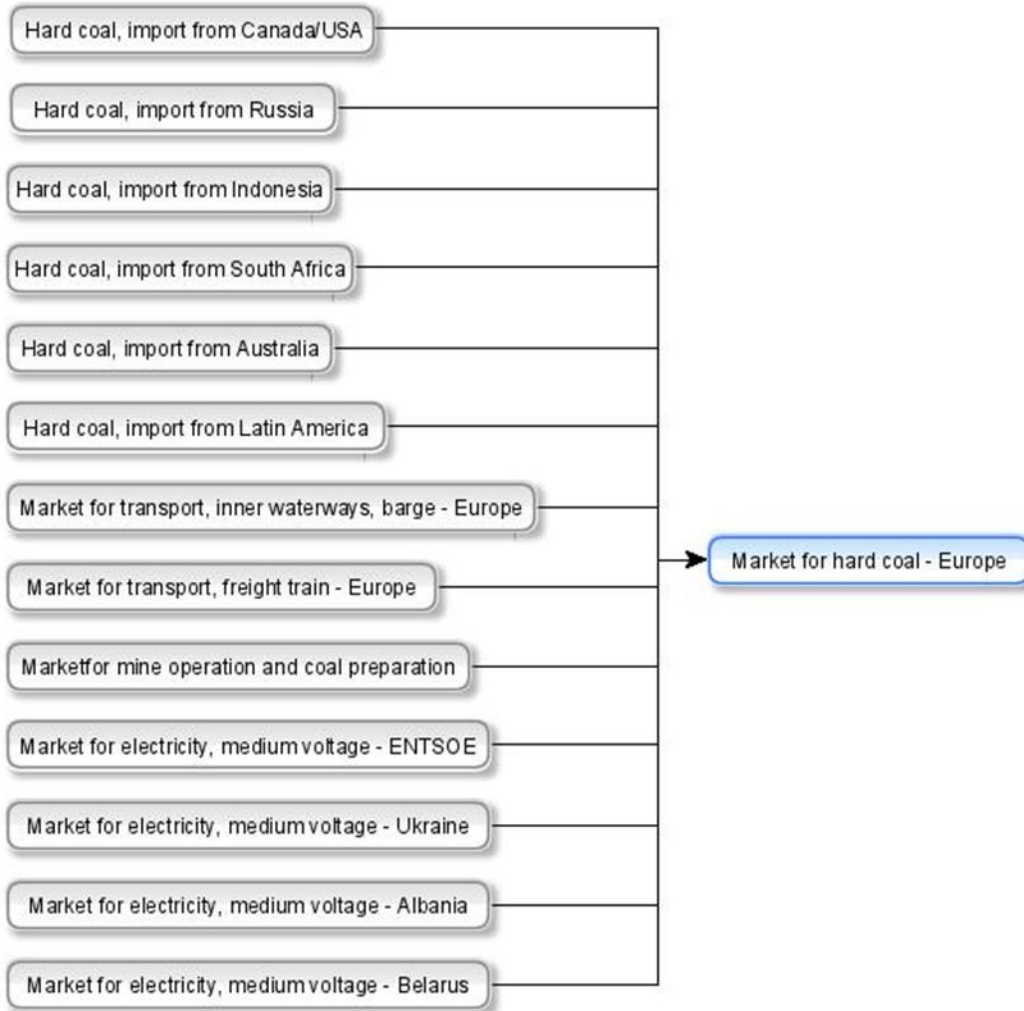 Hard coal, import from Canada/USA
Hard coal, import from Russia
Hard coal, import from Indonesia
Hard coal, import from South Africa
Hard coal, import from Australia
Hard coal, import from Latin America
Market for transport, inner waterways, barge - Europe
Market for hard coal - Europe
Market for transport, freight train - Europe
Marketfor mine operation and coal preparation
Market for electricity, medium voltage - ENTSOE
Market for electricity, medium voltage - Ukraine
Market for electricity, medium voltage - Albania
Market for electricity, medium voltage - Belarus